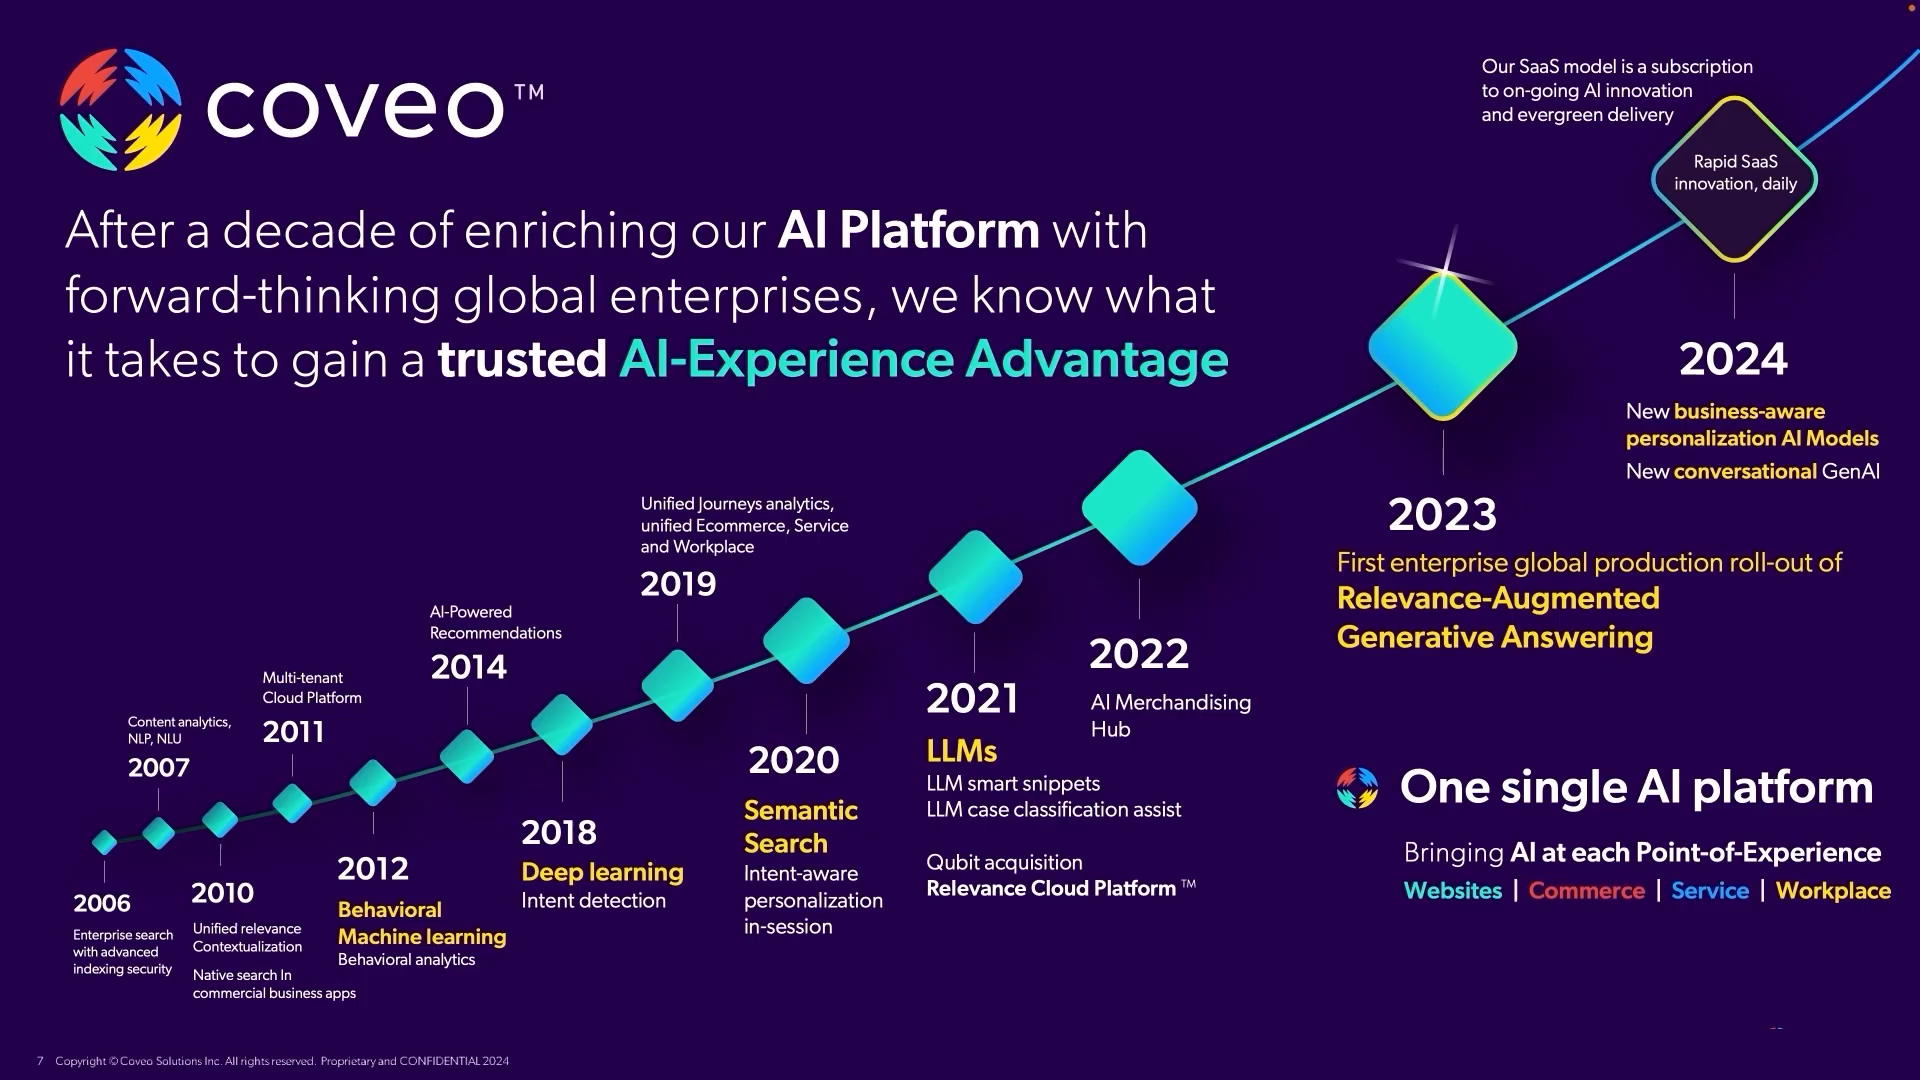 coveo™
Our SaaS model is a subscription
to on-going AI innovation
and evergreen delivery
Rapid SaaS
innovation, daily
After a decade of enriching our AI Platform with
forward-thinking global enterprises, we know what
it takes to gain a trusted AI-Experience Advantage
2006
Enterprise search
with advanced
indexing security
Content analytics,
NLP, NLU
2007
2010
Unified relevance
Contextualization
Native search In
commercial business apps
Multi-tenant
Cloud Platform
2011
2012
Behavioral
Machine learning
Behavioral analytics
AI-Powered
Recommendations
2014
2018
Deep learning
Intent detection
Unified Journeys analytics,
unified Ecommerce, Service
and Workplace
2019
2020
Semantic
Search
Intent-aware
personalization
in-session
2021
LLMs
LLM smart snippets
LLM case classification assist
Qubit acquisition
Relevance Cloud Platform ™
2022
AI Merchandising
Hub
2023
First enterprise global production roll-out of
Relevance-Augmented
Generative Answering
2024
New business-aware
personalization AI Models
New conversational GenAI
One single AI platform
Bringing AI at each Point-of-Experience
Websites | Commerce | Service | Workplace
7 Copyright © Coveo Solutions Inc. All rights reserved. Proprietary and CONFIDENTIAL 2024